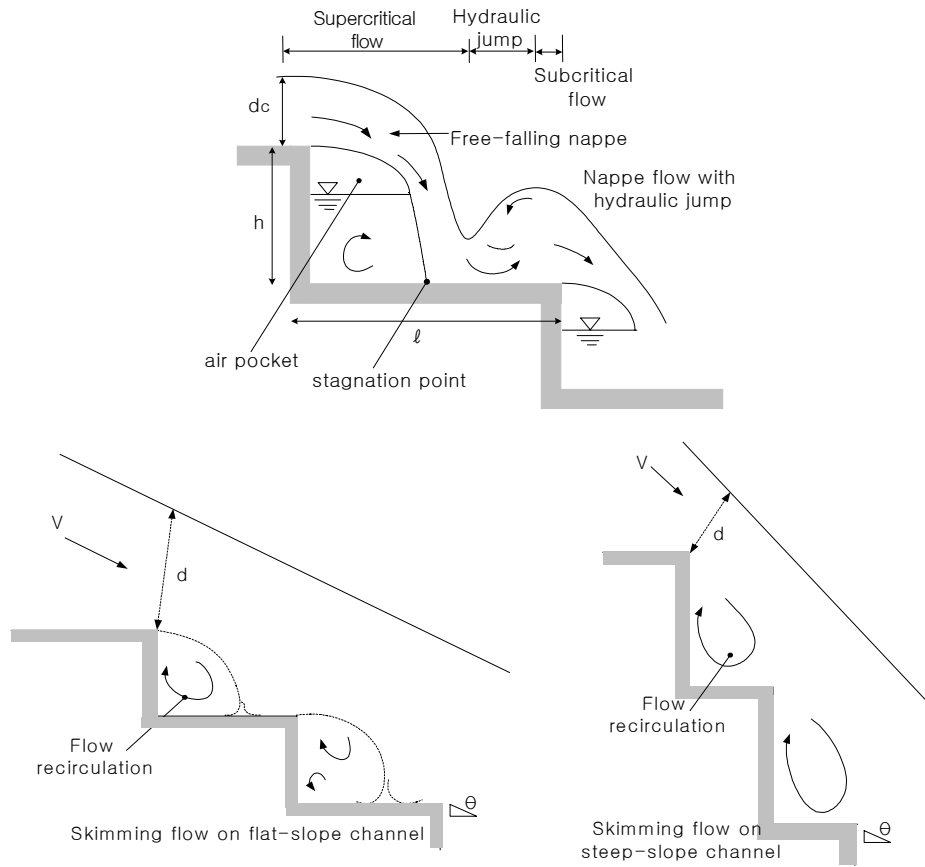 Supercritical
flow
Hydraulic
jump
Subcritical
flow
dc
Free-falling nappe
Nappe flow with
hydraulic jump
h
ℓ
air pocket
stagnation point
V
d
Flow
recirculation
θ
Skimming flow on flat-slope channel
V
d
Flow
recirculation
θ
Skimming flow on
steep-slope channel